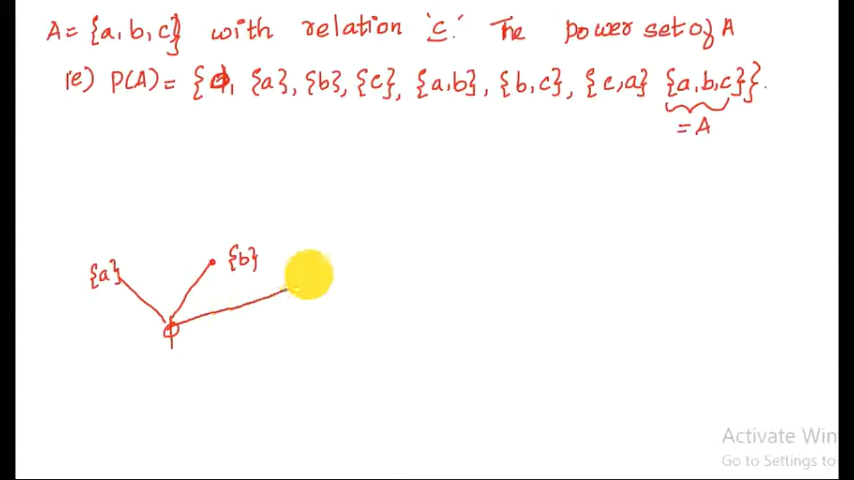 A = {a, b, c} with relation '⊆'. The power set of A
(ie) P(A) = { ϕ, {a}, {b}, {c}, {a,b}, {b,c}, {c,a} {a,b,c}}.
= A
{a} {b}
ϕ
Activate Win
Go to Settings to